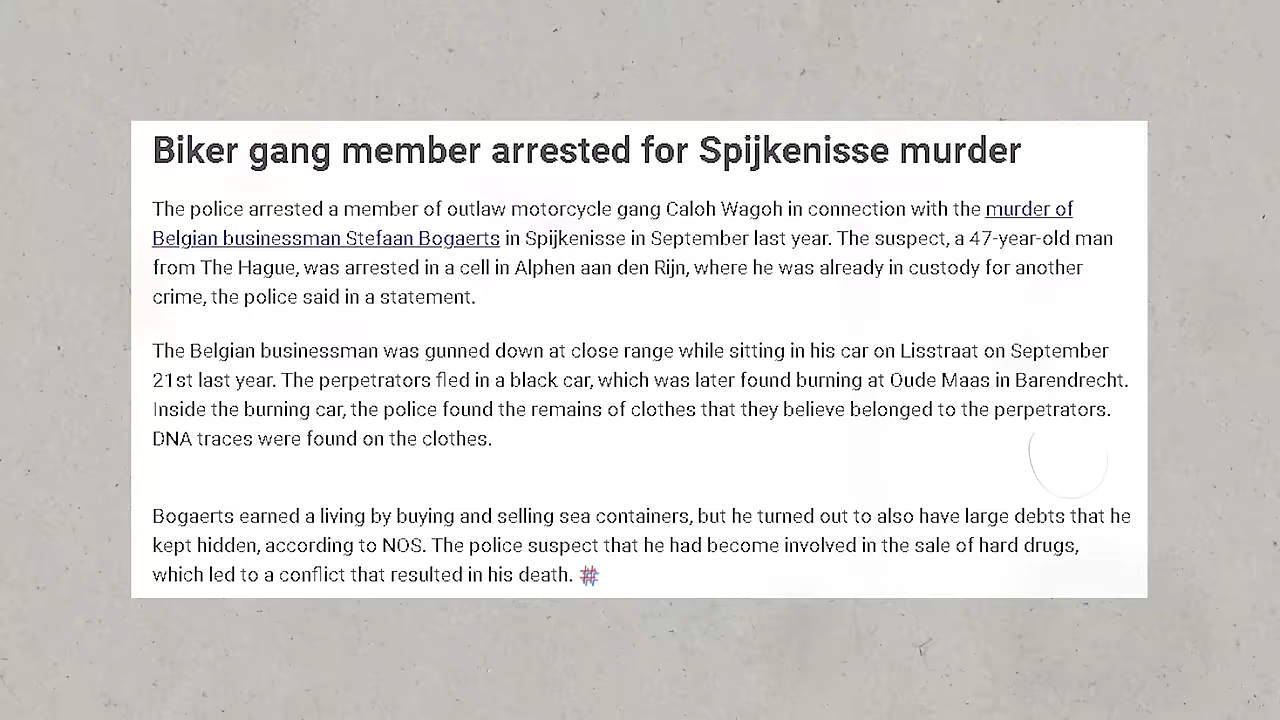 Biker gang member arrested for Spijkenisse murder
The police arrested a member of outlaw motorcycle gang Caloh Wagoh in connection with the murder of
Belgian businessman Stefaan Bogaerts in Spijkenisse in September last year. The suspect, a 47-year-old man
from The Hague, was arrested in a cell in Alphen aan den Rijn, where he was already in custody for another
crime, the police said in a statement.
The Belgian businessman was gunned down at close range while sitting in his car on Lisstraat on September
21st last year. The perpetrators fled in a black car, which was later found burning at Oude Maas in Barendrecht.
Inside the burning car, the police found the remains of clothes that they believe belonged to the perpetrators.
DNA traces were found on the clothes.
Bogaerts earned a living by buying and selling sea containers, but he turned out to also have large debts that he
kept hidden, according to NOS. The police suspect that he had become involved in the sale of hard drugs,
which led to a conflict that resulted in his death. #